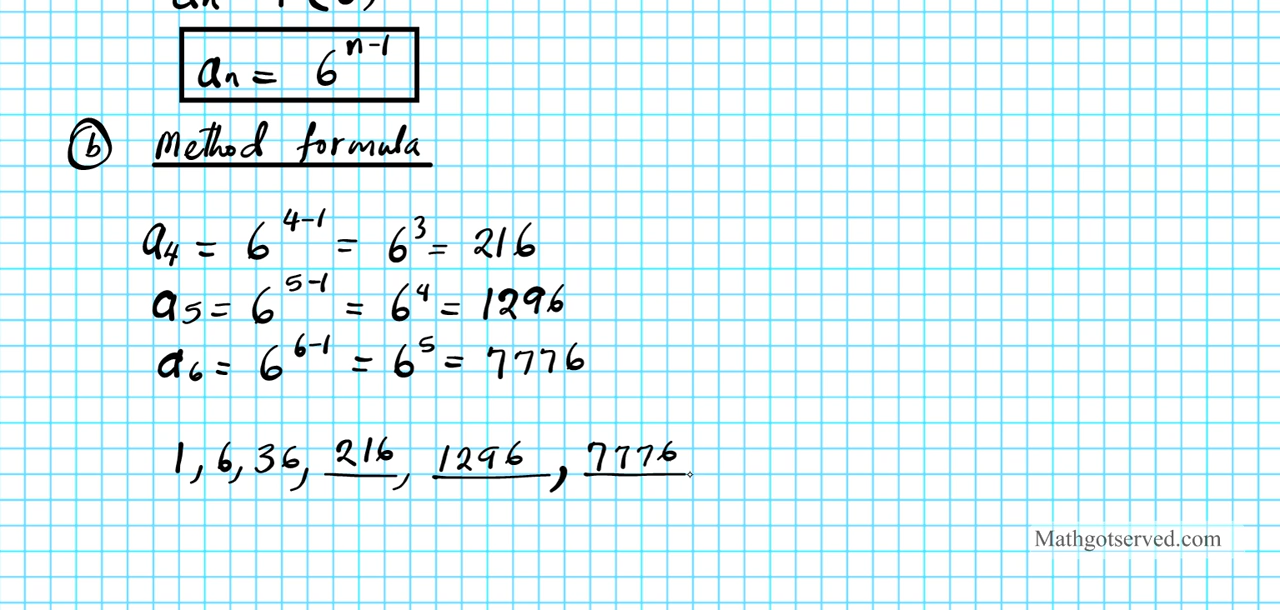 aₙ = 6ⁿ⁻¹
(b) Method formula
a₄ = 6⁴⁻¹ = 6³ = 216
a₅ = 6⁵⁻¹ = 6⁴ = 1296
a₆ = 6⁶⁻¹ = 6⁵ = 7776
1, 6, 36, 216, 1296, 7776
Mathgotserved.com